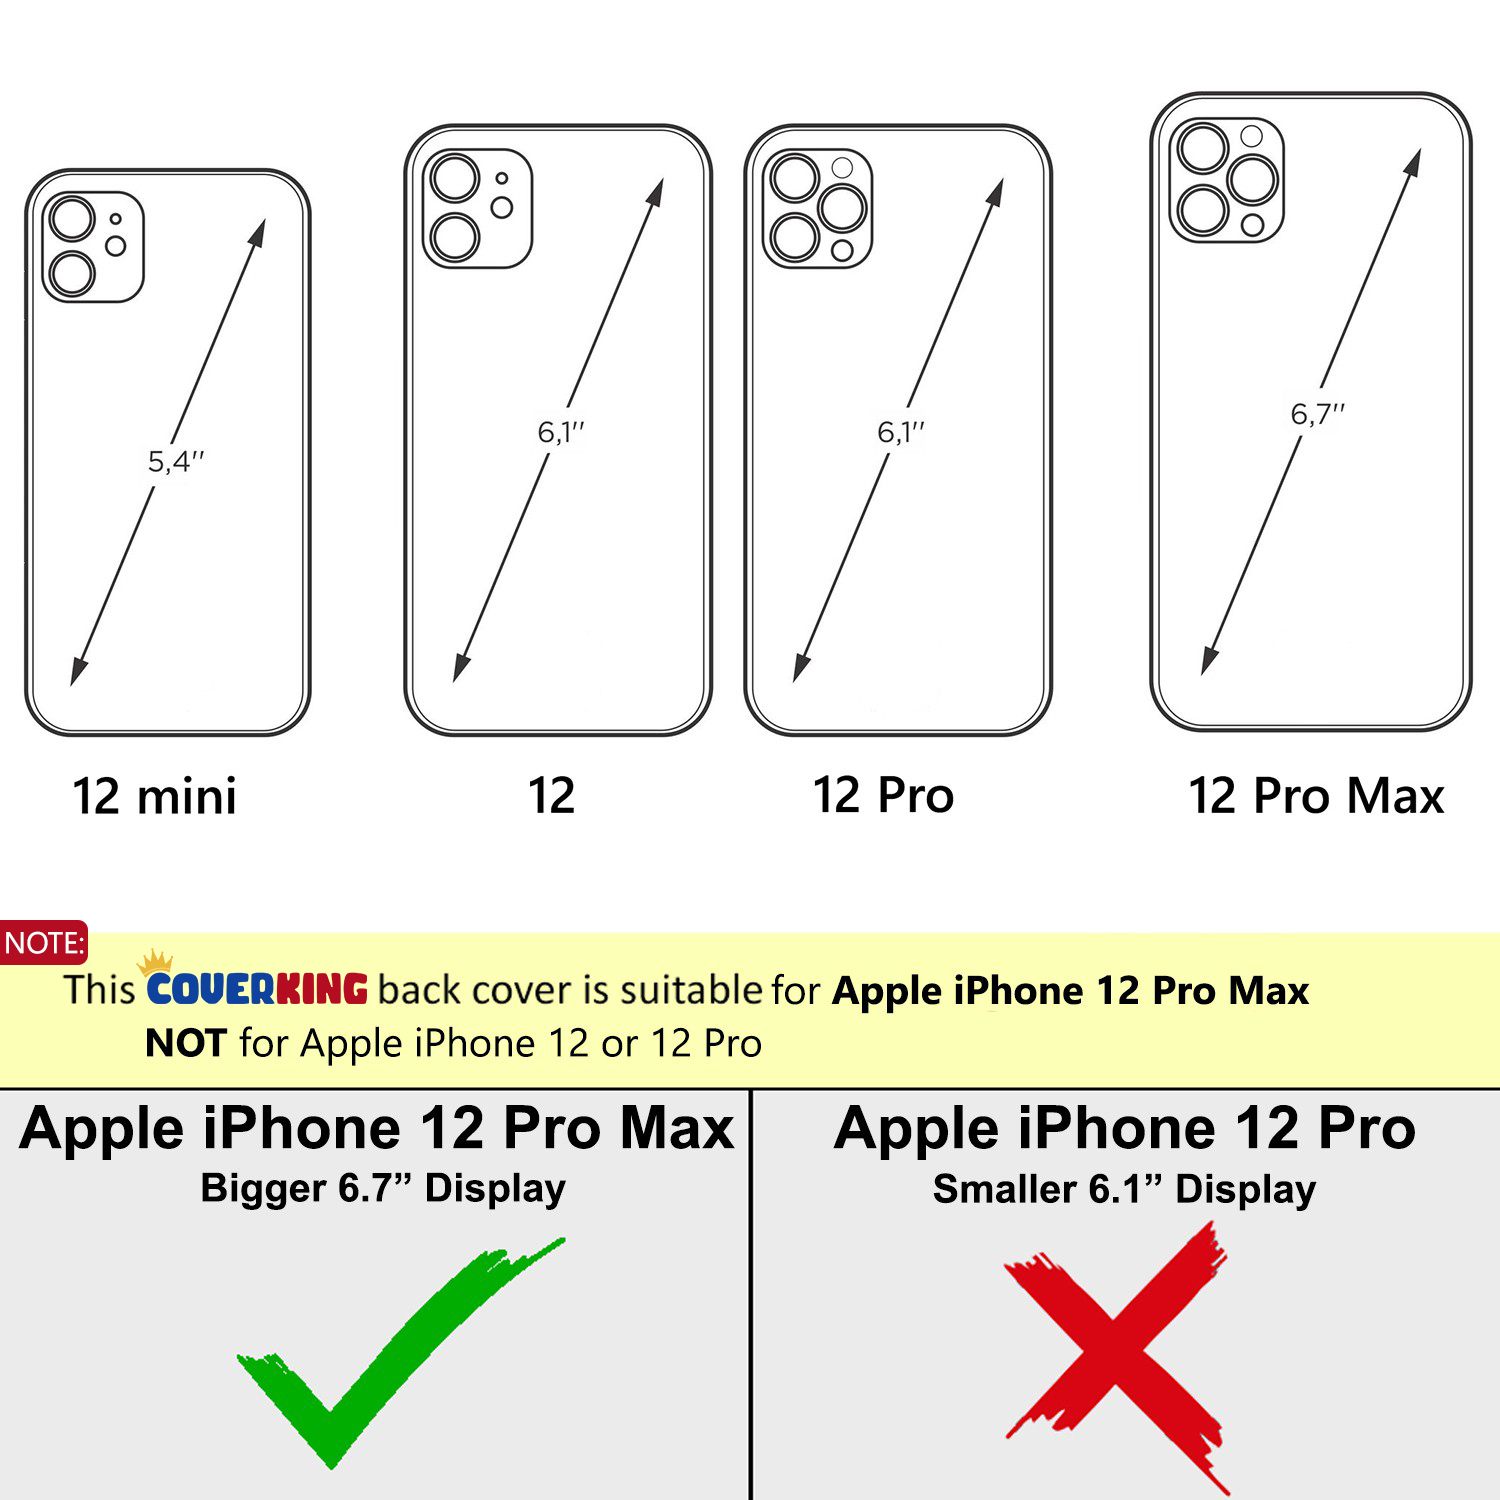 5,4"
6,1"
6,1"
6,7"
12 mini
12
12 Pro
12 Pro Max
NOTE:
This COVERKING back cover is suitable for Apple iPhone 12 Pro Max
NOT for Apple iPhone 12 or 12 Pro
Apple iPhone 12 Pro Max
Bigger 6.7” Display
Apple iPhone 12 Pro
Smaller 6.1” Display